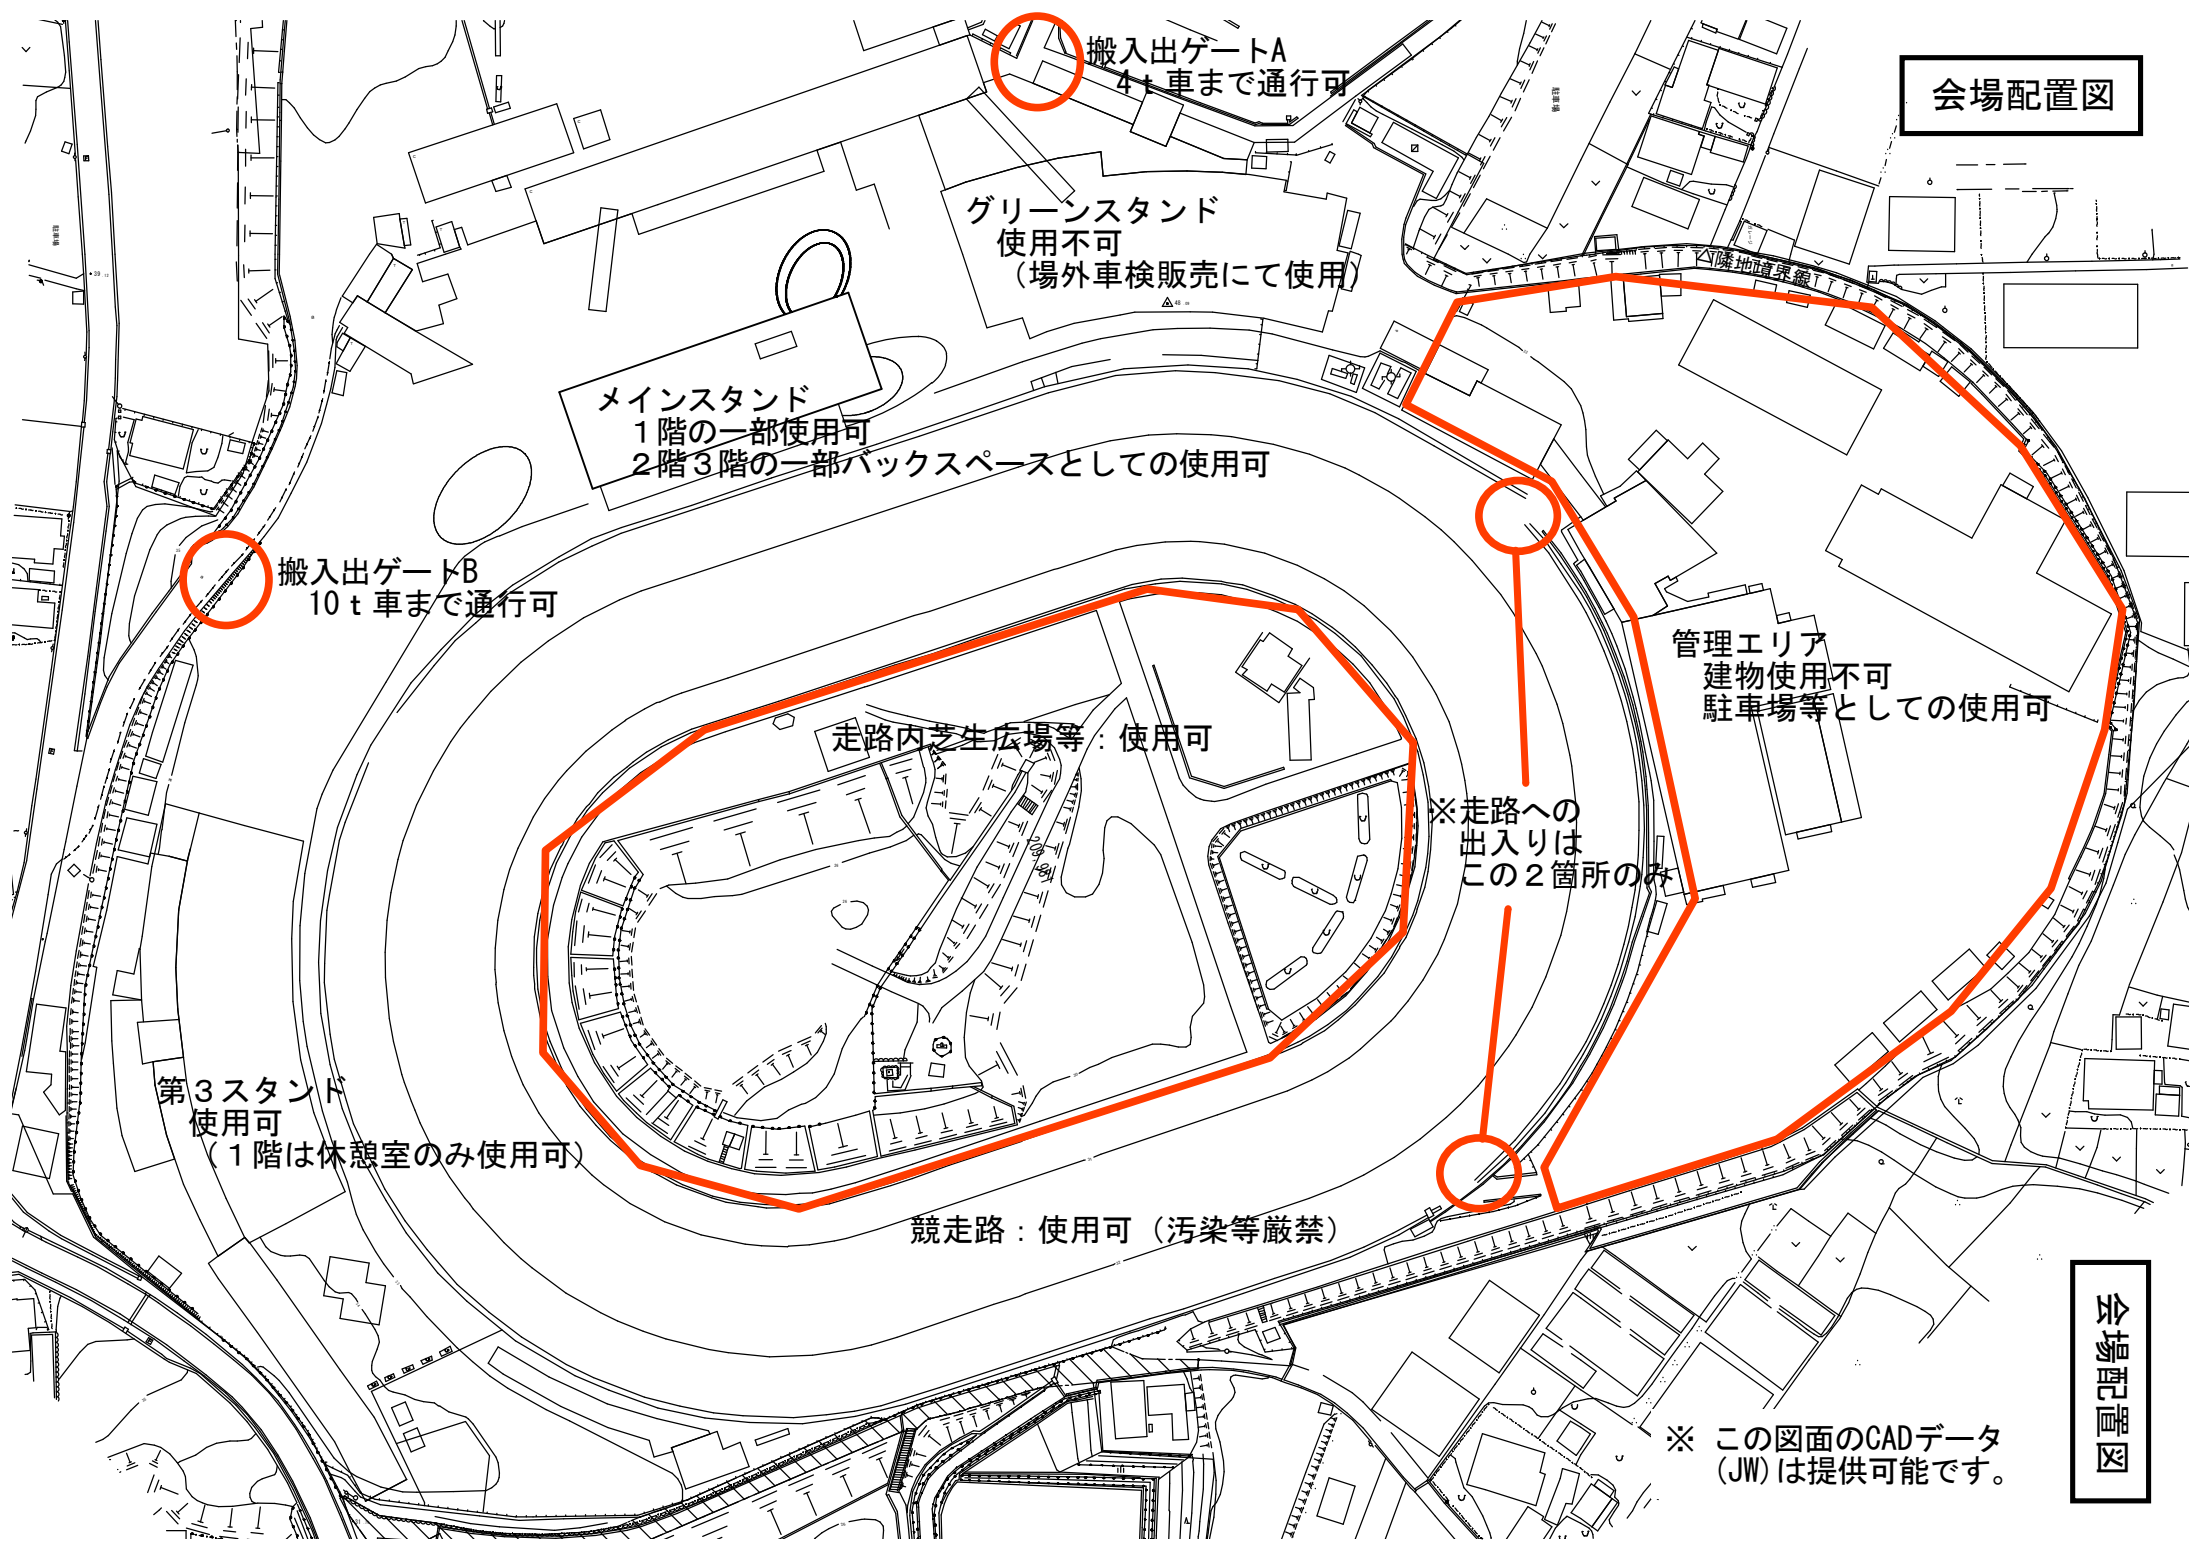 搬入出ゲートA
4ｔ車まで通行可
会場配置図
グリーンスタンド
使用不可
（場外車検販売にて使用）
隣地境界線
メインスタンド
１階の一部使用可
２階３階の一部バックスペースとしての使用可
搬入出ゲートB
10ｔ車まで通行可
管理エリア
建物使用不可
駐車場等としての使用可
走路内芝生広場等：使用可
※走路への
出入りは
この２箇所のみ
第３スタンド
使用可
（１階は休憩室のみ使用可）
競走路：使用可（汚染等厳禁）
会場配置図
※ この図面のCADデータ
(JW)は提供可能です。
駐車場
駐車場